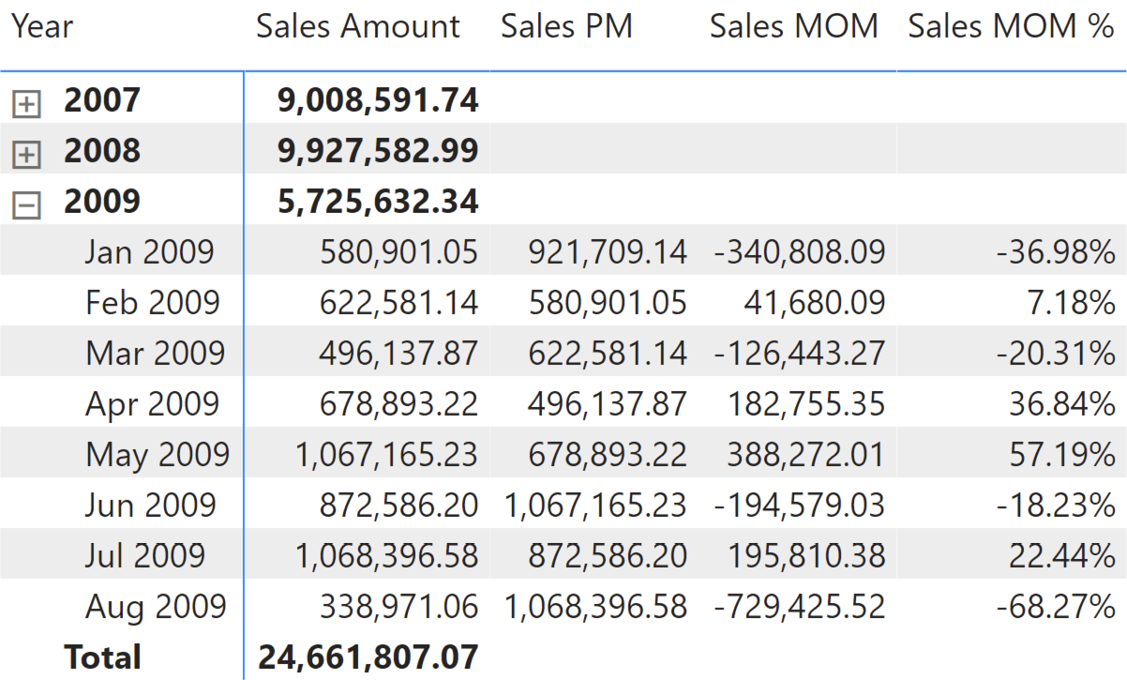 Year Sales Amount Sales PM Sales MOM Sales MOM %
2007 9,008,591.74
2008 9,927,582.99
2009 5,725,632.34
Jan 2009 580,901.05 921,709.14 -340,808.09 -36.98%
Feb 2009 622,581.14 580,901.05 41,680.09 7.18%
Mar 2009 496,137.87 622,581.14 -126,443.27 -20.31%
Apr 2009 678,893.22 496,137.87 182,755.35 36.84%
May 2009 1,067,165.23 678,893.22 388,272.01 57.19%
Jun 2009 872,586.20 1,067,165.23 -194,579.03 -18.23%
Jul 2009 1,068,396.58 872,586.20 195,810.38 22.44%
Aug 2009 338,971.06 1,068,396.58 -729,425.52 -68.27%
Total 24,661,807.07